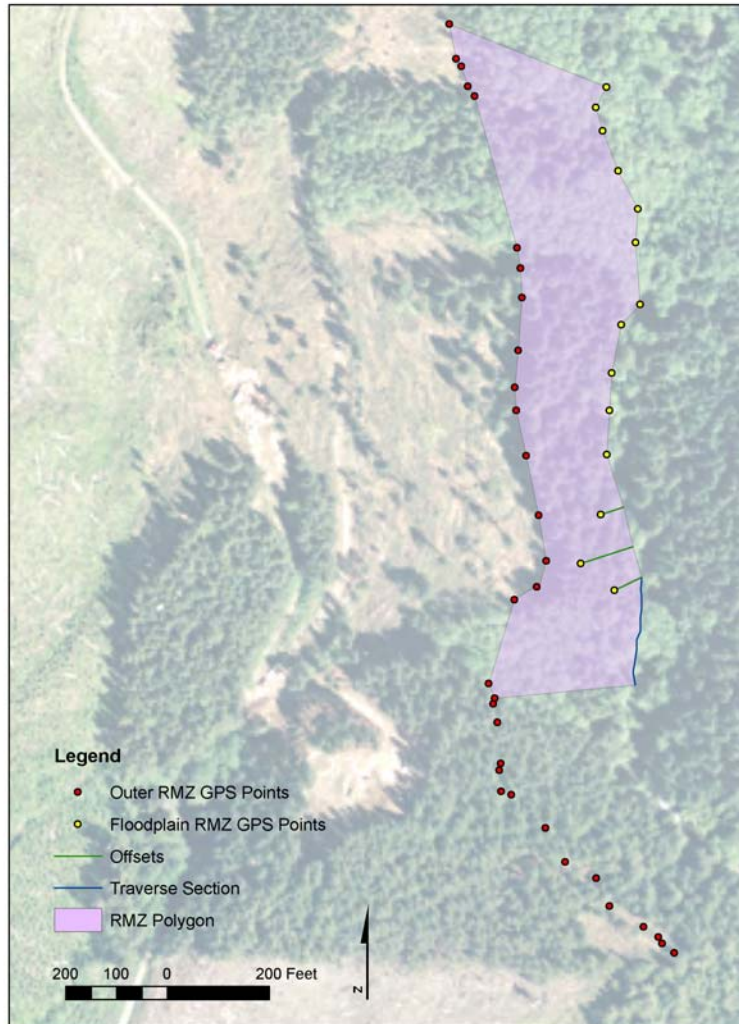 Legend
Outer RMZ GPS Points
Floodplain RMZ GPS Points
Offsets
Traverse Section
RMZ Polygon
200 100 0 200 Feet
N